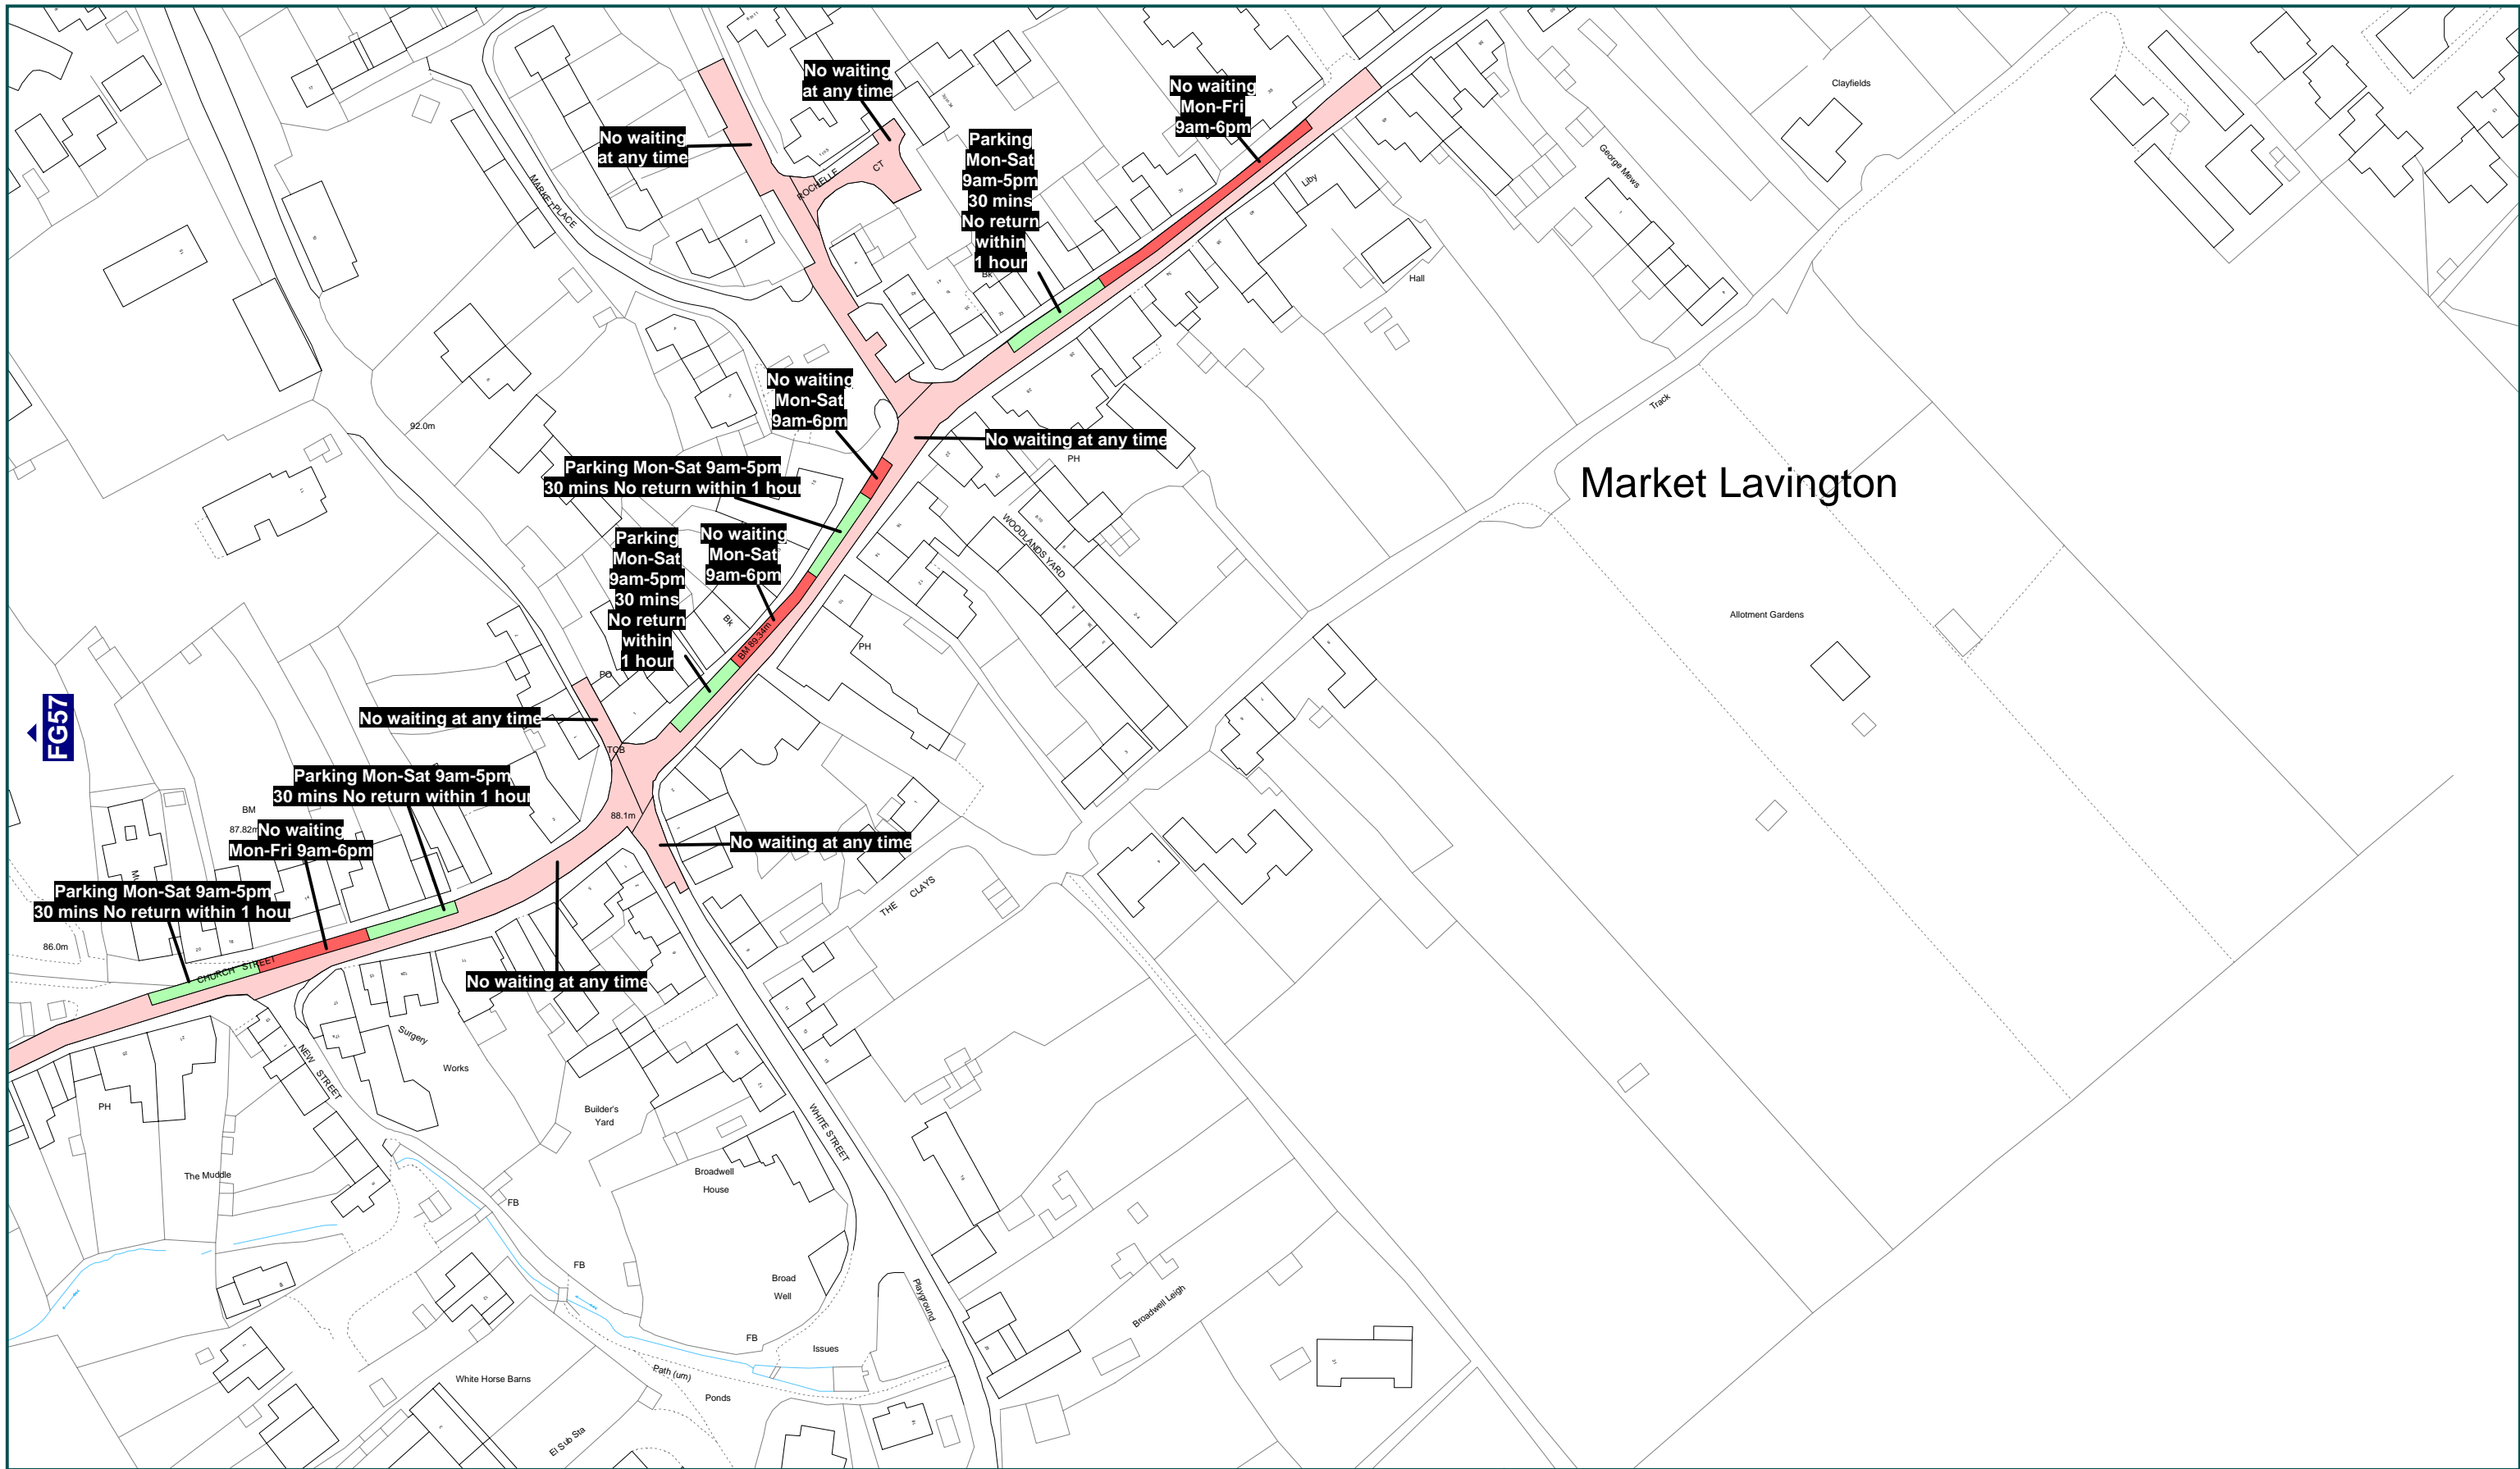 No waiting
at any time
No waiting
Mon-Fri
9am-6pm
Clayfields
No waiting
at any time
Parking
Mon-Sat
9am-5pm
30 mins
No return
within
1 hour
ROCHELLE
CT
MARKET PLACE
George Mews
Liby
Hall
Bk
No waiting
Mon-Sat
9am-6pm
Track
92.0m
No waiting at any time
PH
Market Lavington
Parking Mon-Sat 9am-5pm
30 mins No return within 1 hour
Parking
Mon-Sat
9am-5pm
30 mins
No return
within
1 hour
No waiting
Mon-Sat
9am-6pm
WOODLANDS YARD
Allotment Gardens
Bk
BM 89.34m
PH
PO
FG57
No waiting at any time
TCB
Parking Mon-Sat 9am-5pm
30 mins No return within 1 hour
BM
87.82m
88.1m
No waiting
Mon-Fri 9am-6pm
No waiting at any time
Parking Mon-Sat 9am-5pm
30 mins No return within 1 hour
THE CLAYS
86.0m
CHURCH STREET
No waiting at any time
Surgery
NEW STREET
Works
PH
Builder's
Yard
WHITE STREET
The Muddle
Broadwell
House
FB
FB
Broad
Well
Playground
Broadwell Leigh
FB
Issues
White Horse Barns
Path (um)
Ponds
El Sub Sta